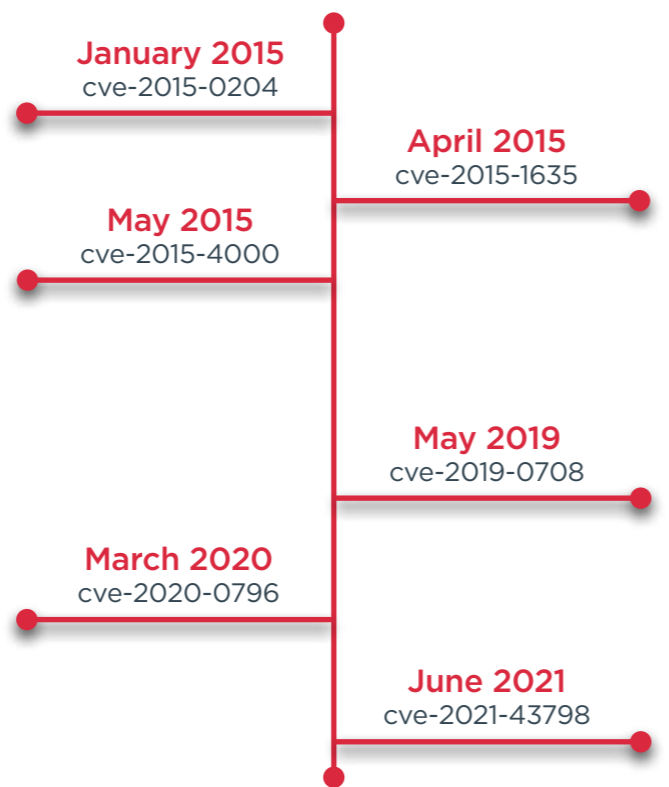 January 2015
cve-2015-0204
April 2015
cve-2015-1635
May 2015
cve-2015-4000
May 2019
cve-2019-0708
March 2020
cve-2020-0796
June 2021
cve-2021-43798